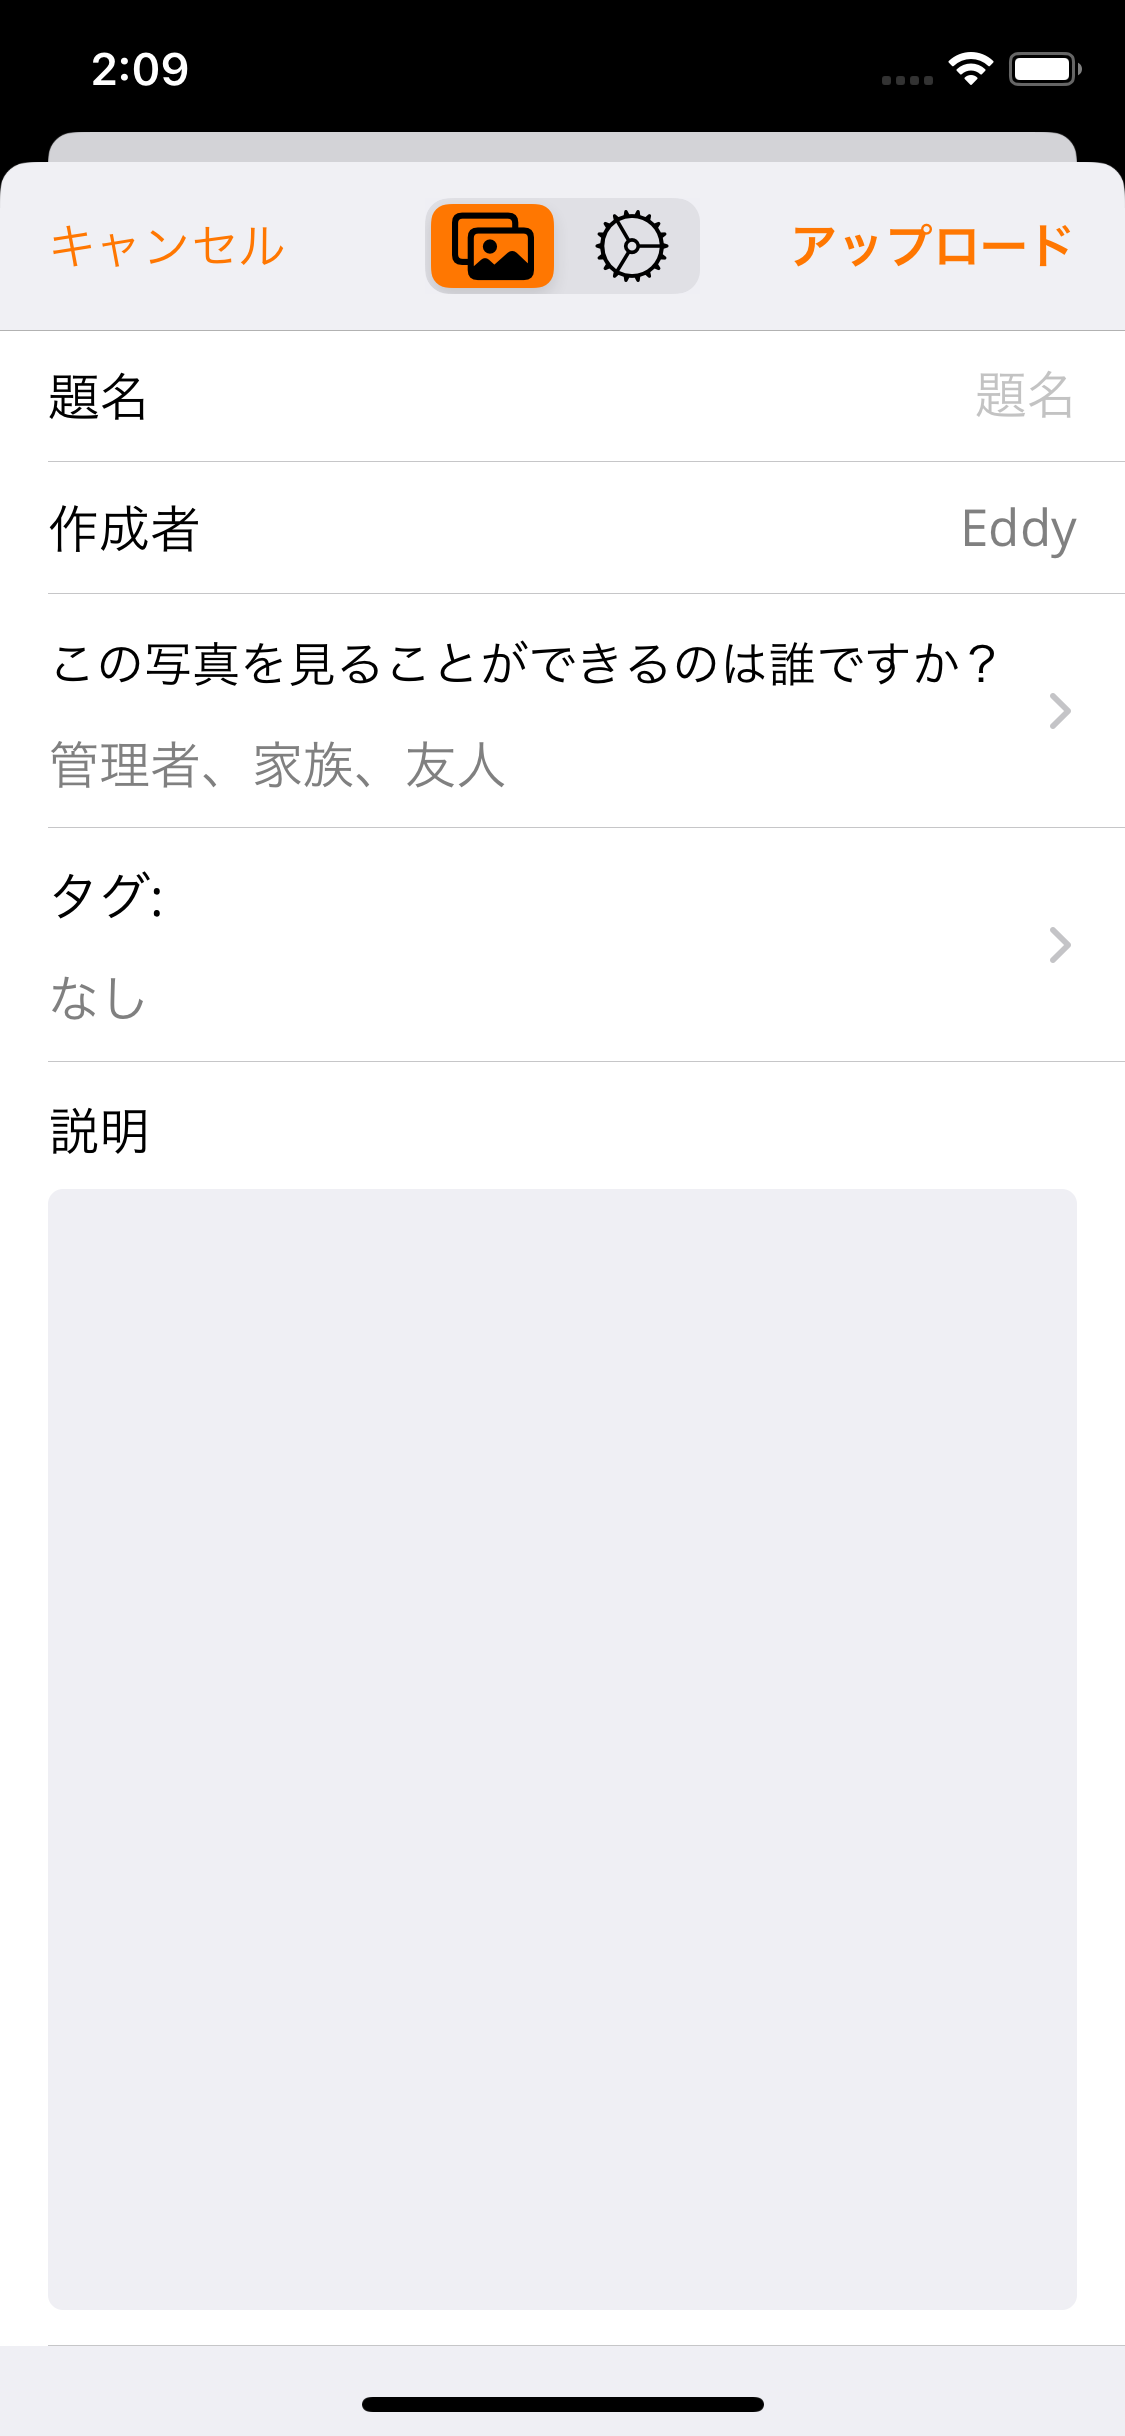 2:09
キャンセル
アップロード
題名
題名
作成者
Eddy
この写真を見ることができるのは誰ですか？
管理者、家族、友人
タグ:
なし
説明